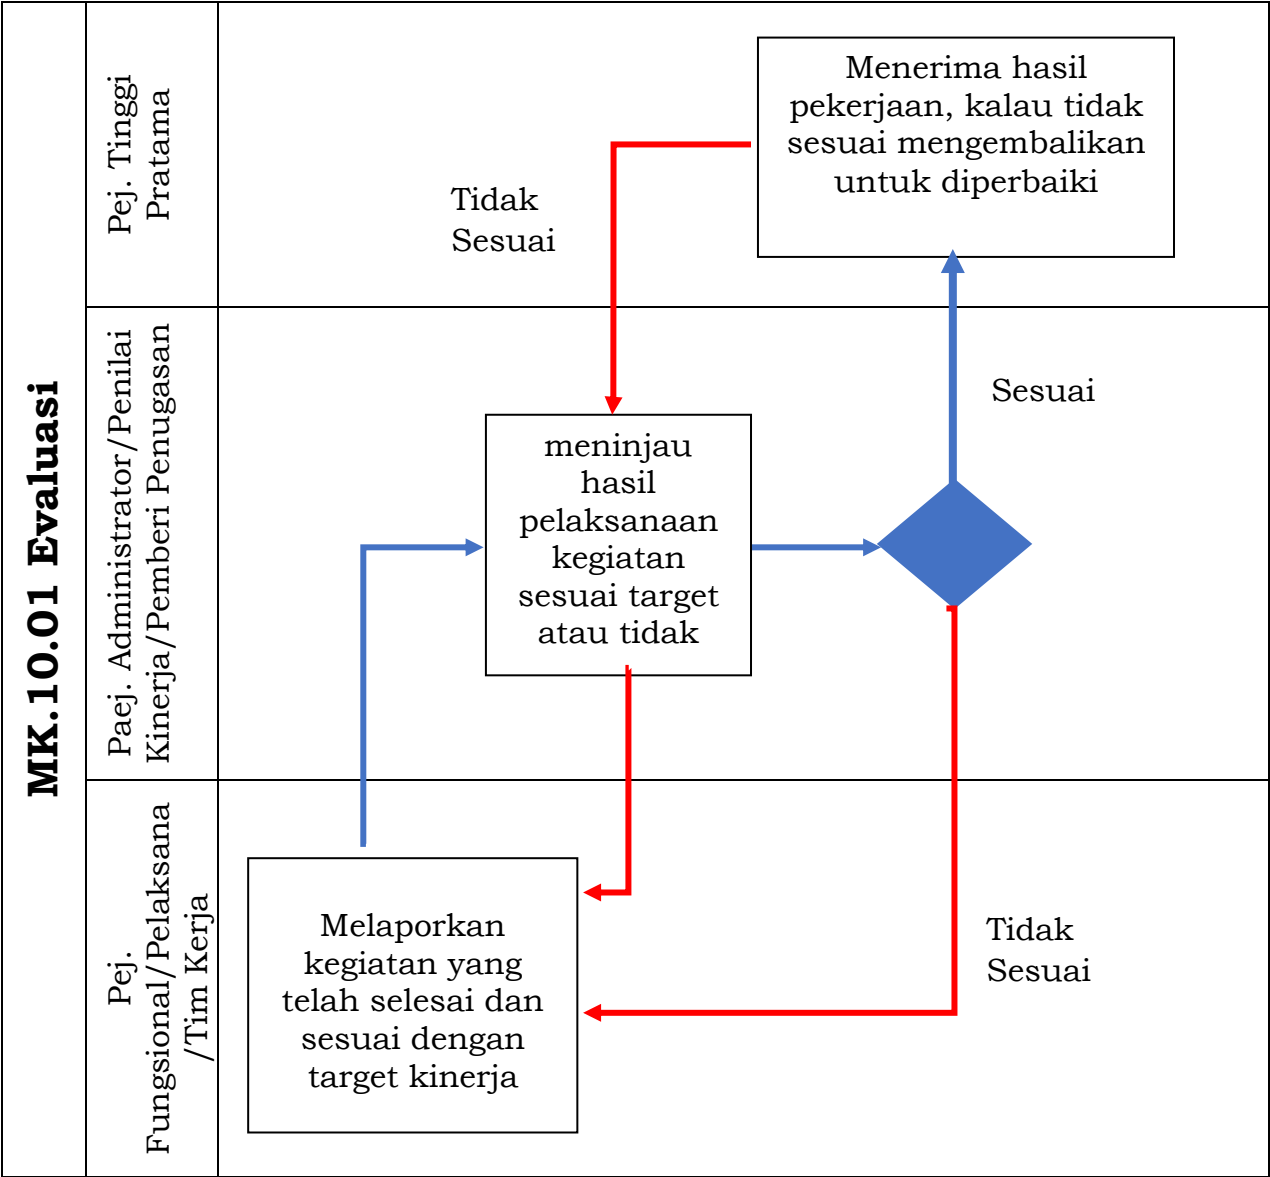 MK.10.01 Evaluasi
Pej. Tinggi
Pratama
Menerima hasil
pekerjaan, kalau tidak
sesuai mengembalikan
untuk diperbaiki
Tidak
Sesuai
Paej. Administrator/Penilai
Kinerja/Pemberi Penugasan
Sesuai
meninjau
hasil
pelaksanaan
kegiatan
sesuai target
atau tidak
Pej.
Fungsional/Pelaksana
/Tim Kerja
Melaporkan
kegiatan yang
telah selesai dan
sesuai dengan
target kinerja
Tidak
Sesuai